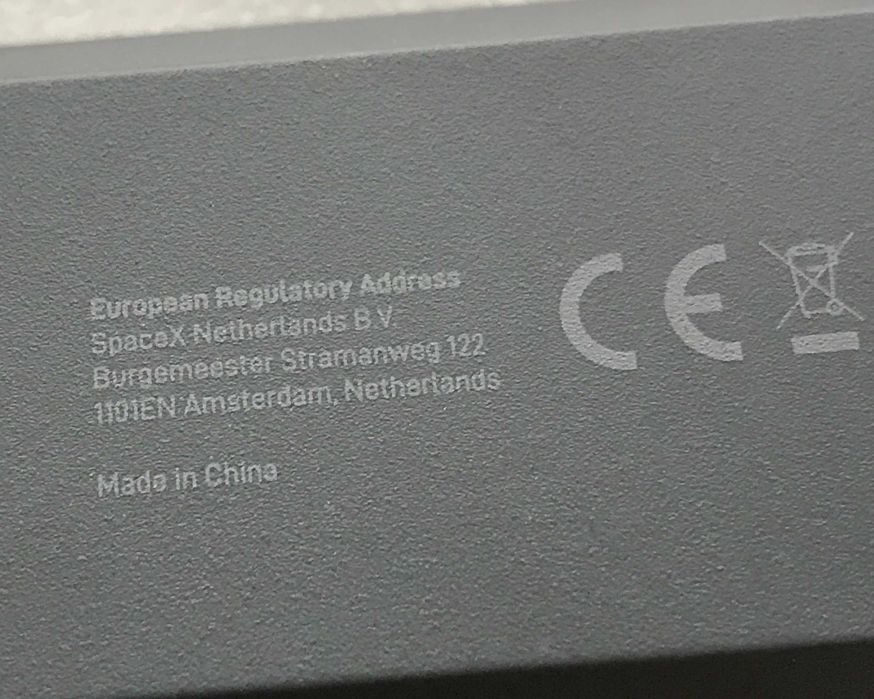 European Regulatory Address
SpaceX Netherlands B.V.
Burgemeester Stramanweg 122
1101EN Amsterdam, Netherlands
Made in China
CE